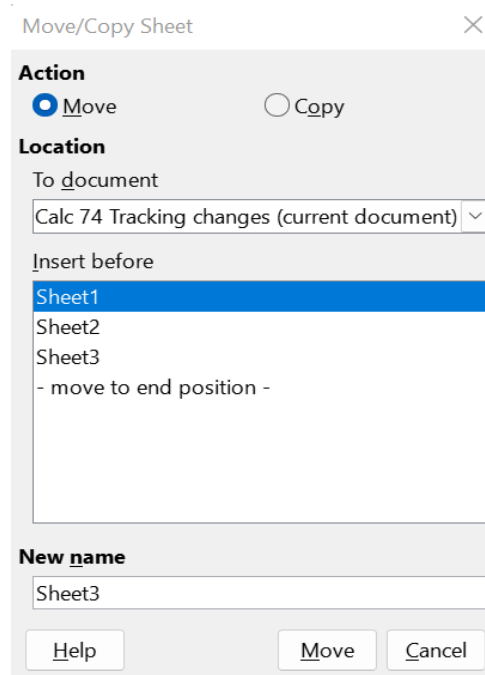 Move/Copy Sheet
Action
Move Copy
Location
To document
Calc 74 Tracking changes (current document)
Insert before
Sheet1
Sheet2
Sheet3
- move to end position -
New name
Sheet3
Help Move Cancel